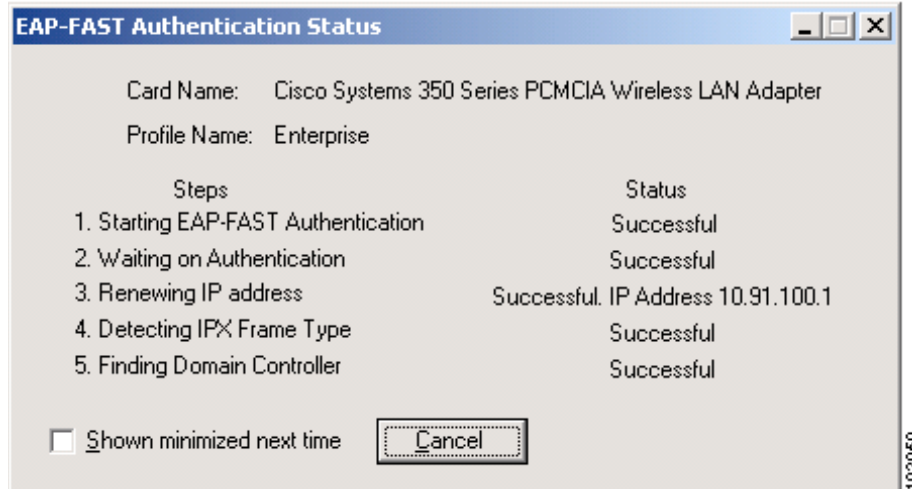 EAP-FAST Authentication Status
Card Name: Cisco Systems 350 Series PCMCIA Wireless LAN Adapter
Profile Name: Enterprise
Steps Status
1. Starting EAP-FAST Authentication Successful
2. Waiting on Authentication Successful
3. Renewing IP address Successful. IP Address 10.91.100.1
4. Detecting IPX Frame Type Successful
5. Finding Domain Controller Successful
Shown minimized next time Cancel